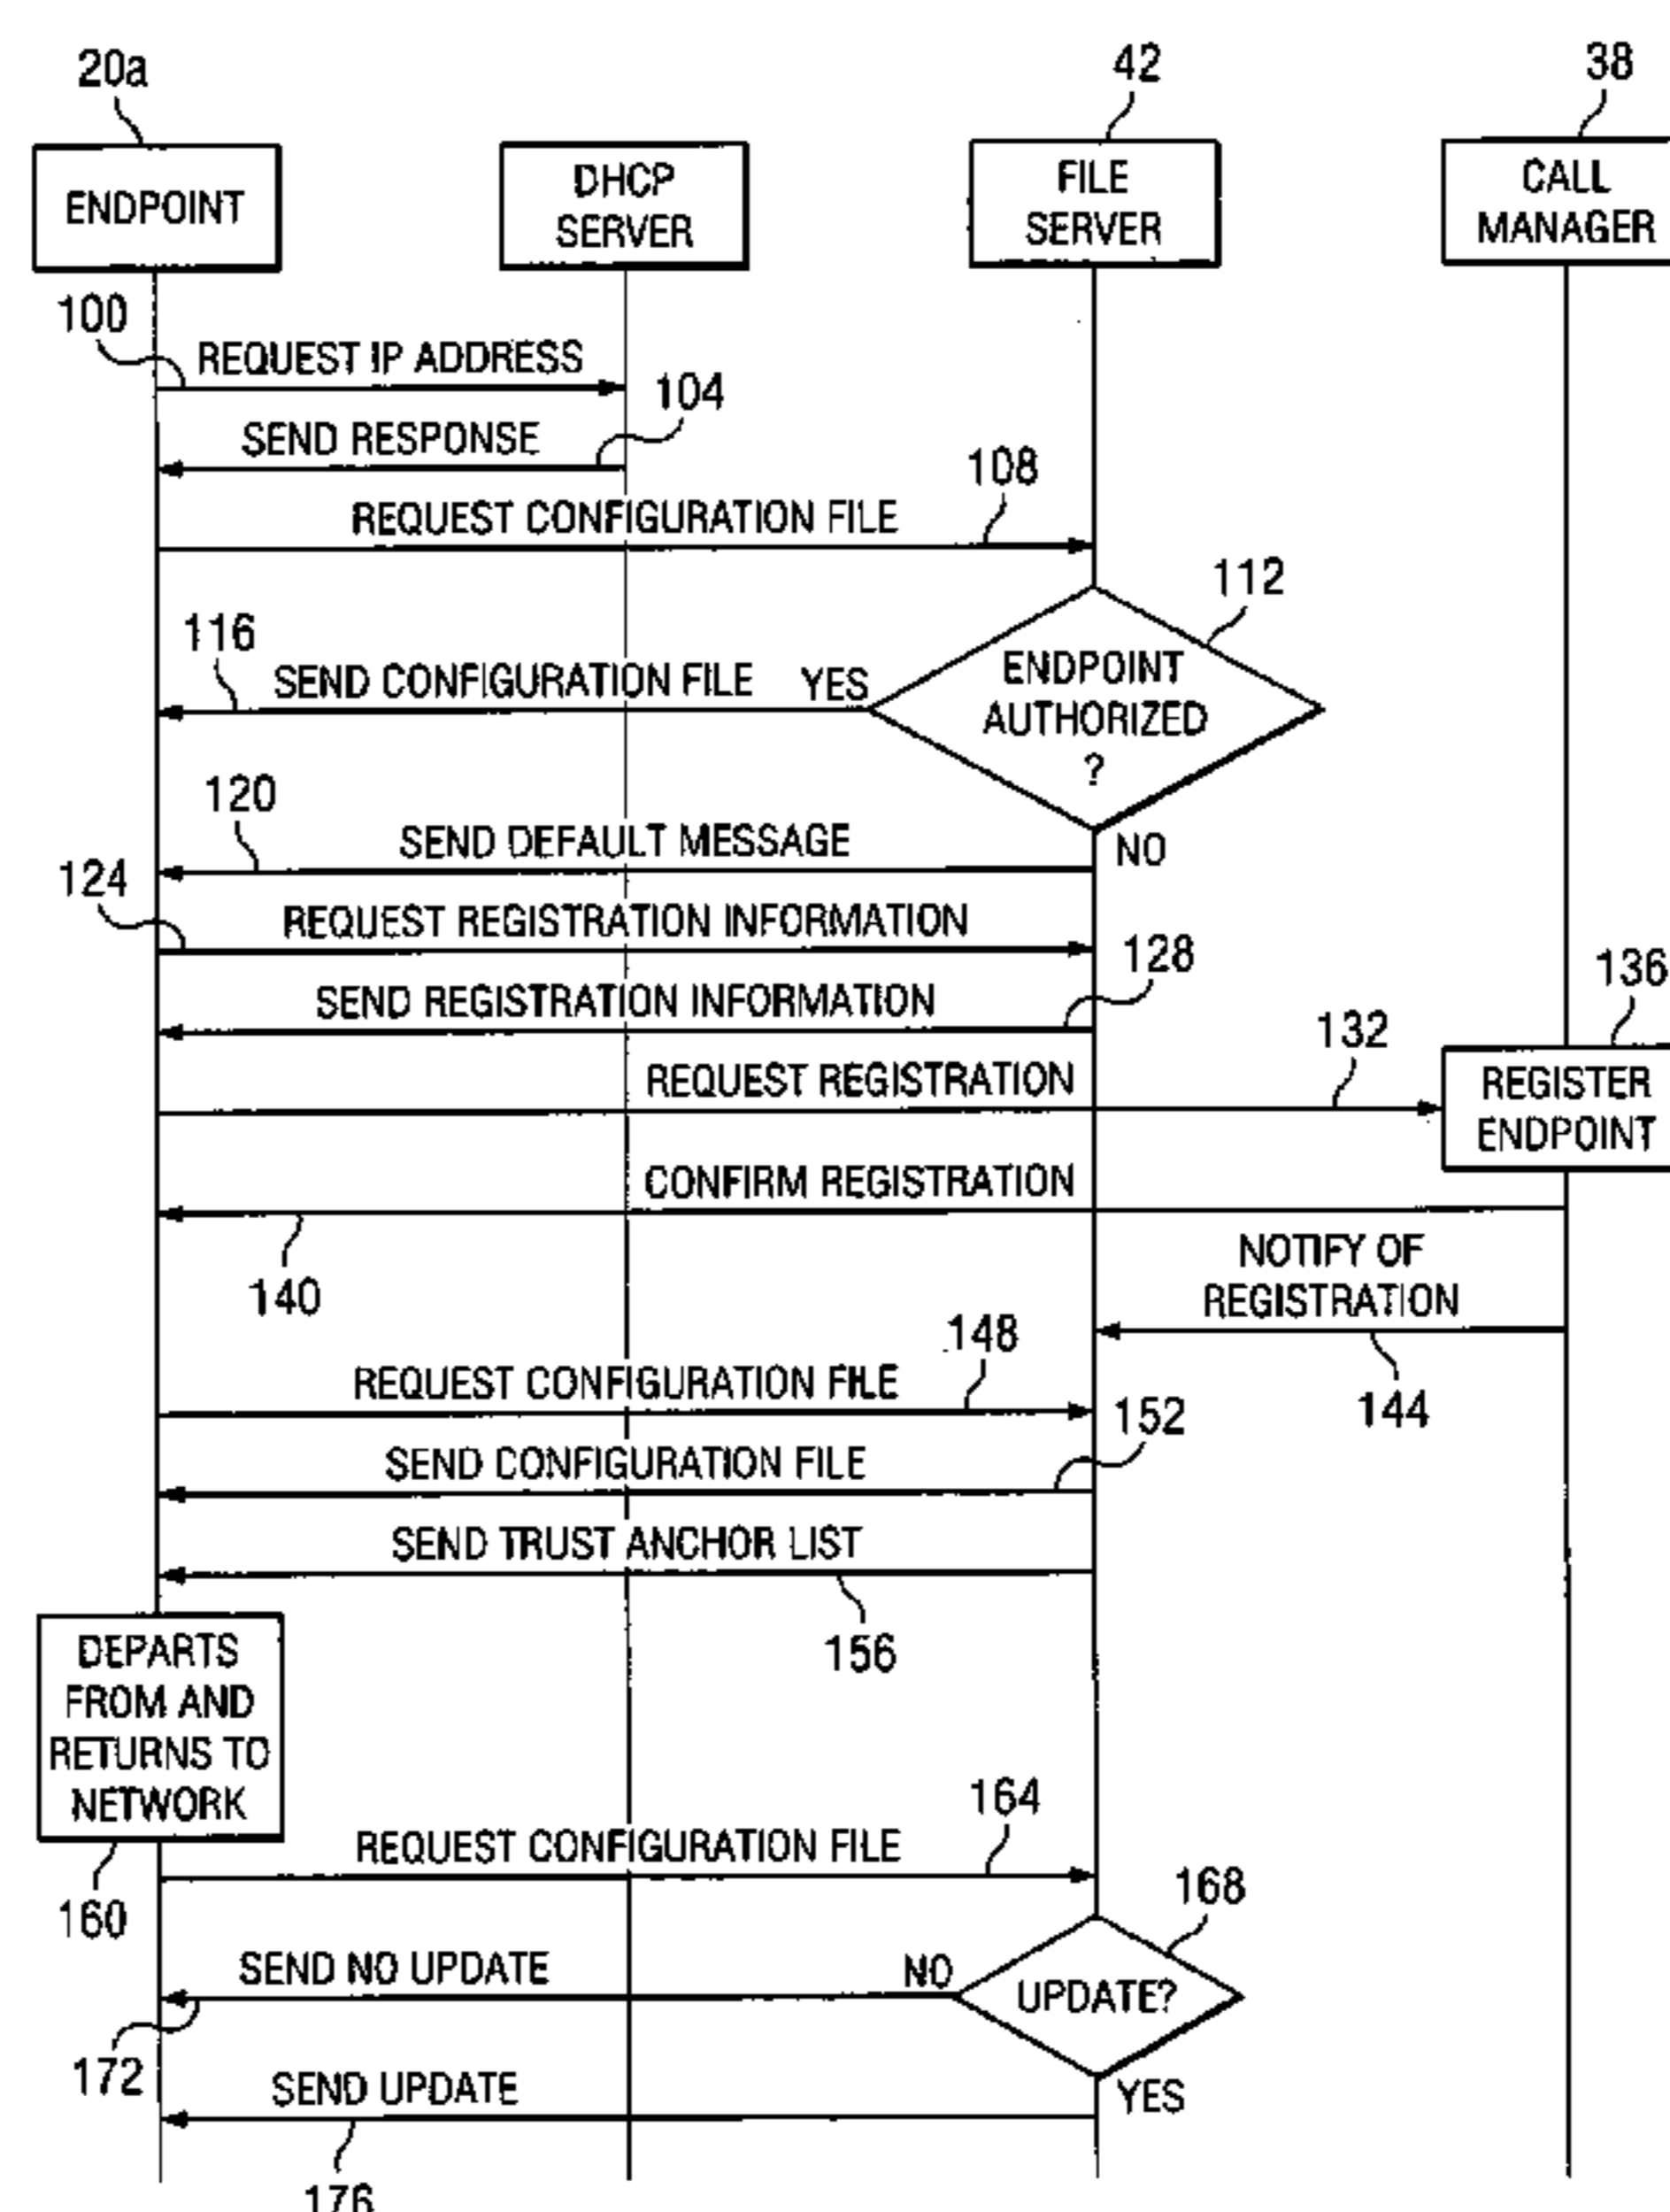 20a
42
38
ENDPOINT
DHCP
SERVER
FILE
SERVER
CALL
MANAGER
100
REQUEST IP ADDRESS
104
SEND RESPONSE
108
REQUEST CONFIGURATION FILE
112
116
SEND CONFIGURATION FILE
YES
ENDPOINT
AUTHORIZED
?
120
SEND DEFAULT MESSAGE
NO
124
REQUEST REGISTRATION INFORMATION
128
SEND REGISTRATION INFORMATION
136
132
REQUEST REGISTRATION
REGISTER
ENDPOINT
CONFIRM REGISTRATION
140
NOTIFY OF
REGISTRATION
144
148
REQUEST CONFIGURATION FILE
152
SEND CONFIGURATION FILE
SEND TRUST ANCHOR LIST
156
DEPARTS
FROM AND
RETURNS TO
NETWORK
160
164
REQUEST CONFIGURATION FILE
168
SEND NO UPDATE
NO
UPDATE?
172
SEND UPDATE
YES
176